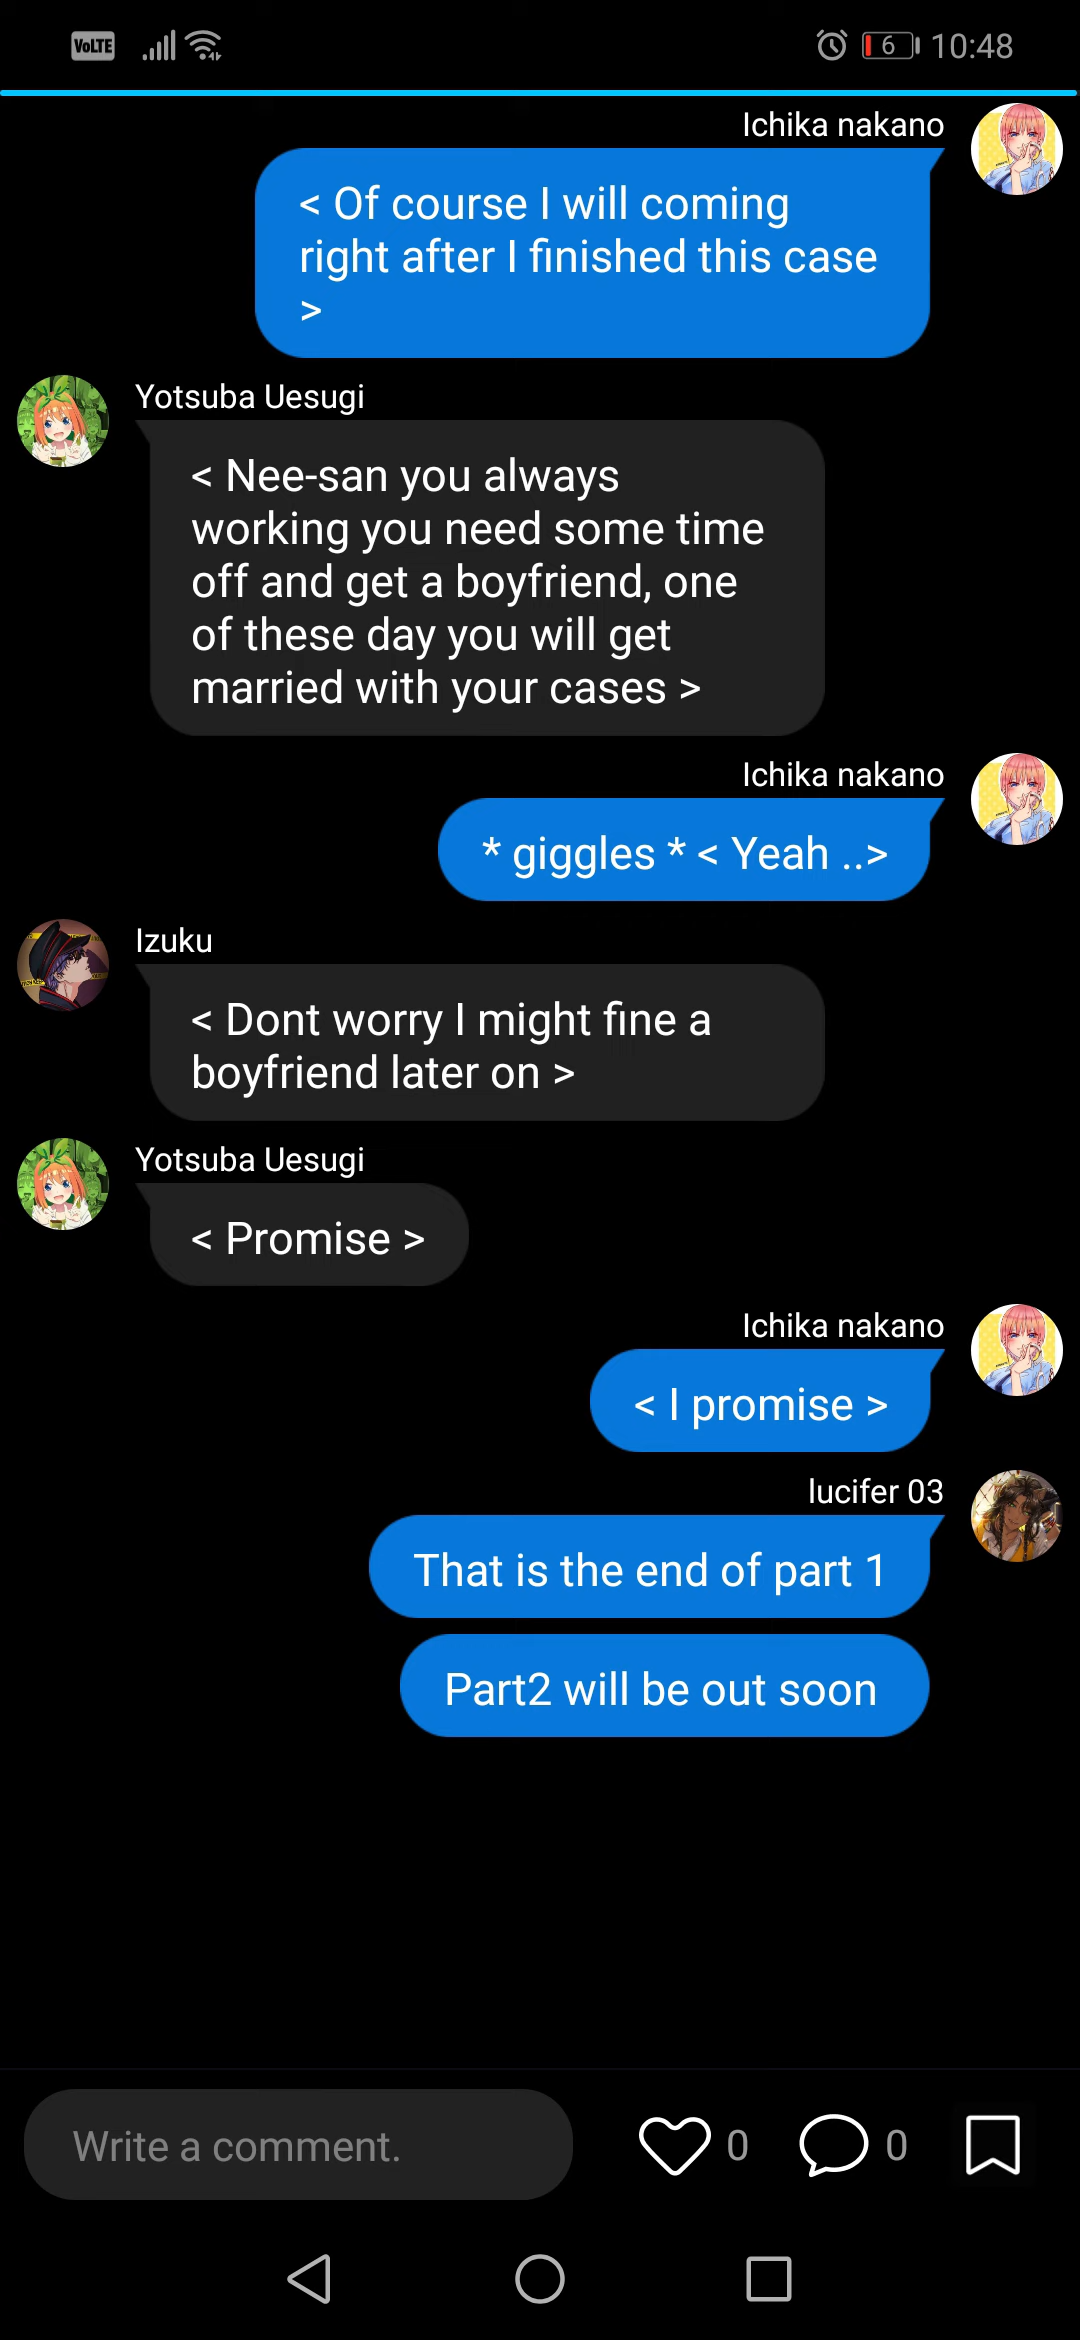 VoLTE 6 10:48
Ichika nakano
< Of course I will coming
right after I finished this case
>
Yotsuba Uesugi
< Nee-san you always
working you need some time
off and get a boyfriend, one
of these day you will get
married with your cases >
Ichika nakano
* giggles * < Yeah ..>
Izuku
< Dont worry I might fine a
boyfriend later on >
Yotsuba Uesugi
< Promise >
Ichika nakano
< I promise >
lucifer 03
That is the end of part 1
Part2 will be out soon
Write a comment. 0 0